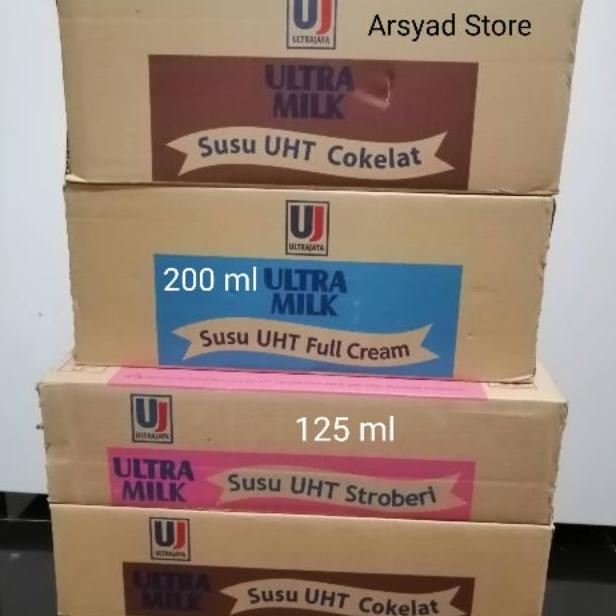 UJ
ULTRAJAYA
Arsyad Store
ULTRA
MILK
Susu UHT Cokelat
UJ
ULTRAJAYA
200 ml
ULTRA
MILK
Susu UHT Full Cream
UJ
ULTRAJAYA
125 ml
ULTRA
MILK
Susu UHT Stroberi
UJ
ULTRAJAYA
ULTRA
MILK
Susu UHT Cokelat